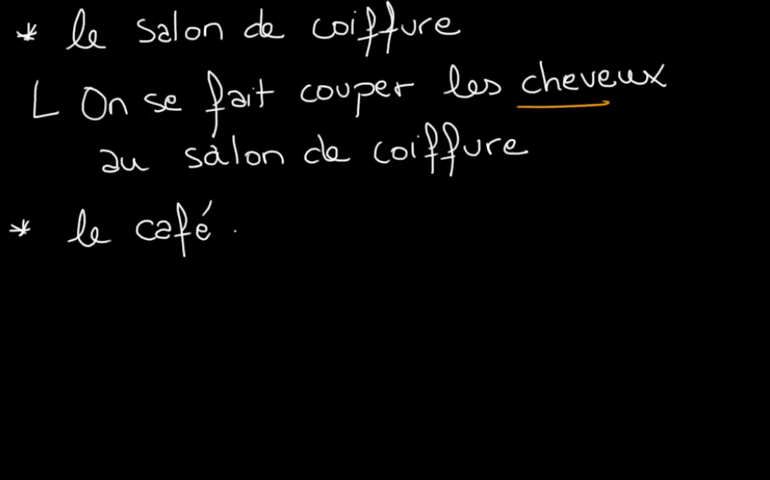 * le salon de coiffure
L On se fait couper les cheveux
au salon de coiffure
* le café.